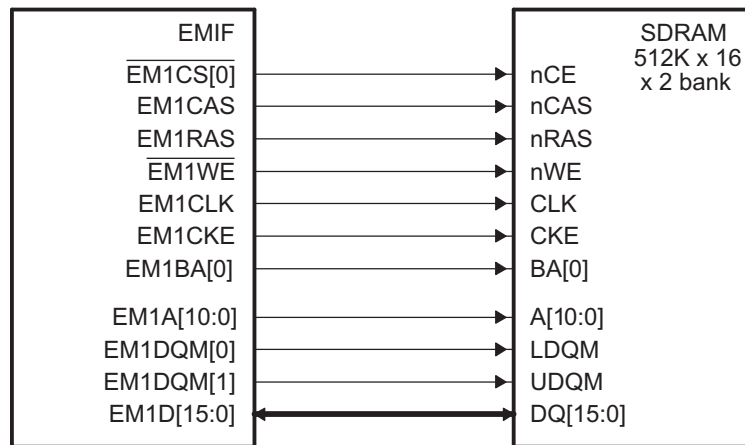 EMIF
EM1CS[0]
EM1CAS
EM1RAS
EM1WE
EM1CLK
EM1CKE
EM1BA[0]
EM1A[10:0]
EM1DQM[0]
EM1DQM[1]
EM1D[15:0]
SDRAM
512K x 16
x 2 bank
nCE
nCAS
nRAS
nWE
CLK
CKE
BA[0]
A[10:0]
LDQM
UDQM
DQ[15:0]